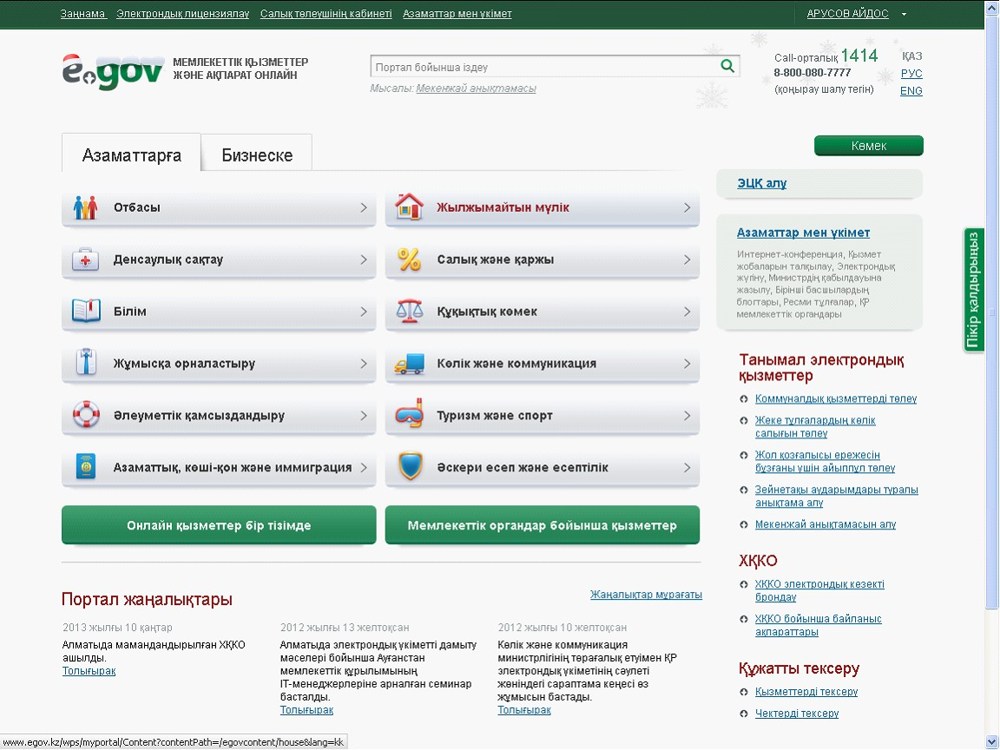 Заңнама Электрондық лицензиялау Салық төлеушінің кабинеті Азаматтар мен үкімет АРУСОВ АЙДОС
e.gov
МЕМЛЕКЕТТІК ҚЫЗМЕТТЕР
ЖӘНЕ АҚПАРАТ ОНЛАЙН
Портал бойынша іздеу
Мысалы: Мекенжай анықтамасы
Call-орталық 1414
8-800-080-7777
(қоңырау шалу тегін)
ҚАЗ
РУС
ENG
Азаматтарға Бизнеске
Көмек
Отбасы
Жылжымайтын мүлік
Денсаулық сақтау
Салық және қаржы
Білім
Құқықтық көмек
Жұмысқа орналастыру
Көлік және коммуникация
Әлеуметтік қамсыздандыру
Туризм және спорт
Азаматтық, көші-қон және иммиграция
Әскери есеп және есептілік
Онлайн қызметтер бір тізімде
Мемлекеттік органдар бойынша қызметтер
ЭЦҚ алу
Азаматтар мен үкімет
Интернет-конференция, Қызмет
жобаларын талқылау, Электрондық
жүгіну, Министрдің қабылдауына
жазылу, Бірінші басшылардың
блогтары, Ресми тұлғалар, ҚР
мемлекеттік органдары
Пікір қалдырыңыз
Танымал электрондық
қызметтер
Коммуналдық қызметтерді төлеу
Жеке тұлғалардың көлік
салығын төлеу
Жол қозғалысы ережесін
бұзғаны үшін айыппұл төлеу
Зейнетақы аударымдары туралы
анықтама алу
Мекенжай анықтамасын алу
ХҚКО
ХҚКО электрондық кезекті
брондау
ХҚКО бойынша байланыс
ақпараттары
Құжатты тексеру
Қызметтерді тексеру
Чектерді тексеру
Портал жаңалықтары
Жаңалықтар мұрағаты
2013 жылғы 10 қаңтар
Алматыда мамандандырылған ХҚКО
ашылды.
Толығырақ
2012 жылғы 13 желтоқсан
Алматыда электрондық үкіметті дамыту
мәселері бойынша Ауғанстан
мемлекеттік құрылымының
IT-менеджерлеріне арналған семинар
басталды.
Толығырақ
2012 жылғы 10 желтоқсан
Көлік және коммуникация
министрлігінің төрағалық етуімен ҚР
электрондық үкіметінің сәулеті
жөніндегі сараптама кеңесі өз
жұмысын бастады.
Толығырақ
www.egov.kz/wps/myportal/Content?contentPath=/egovcontent/house&lang=kk